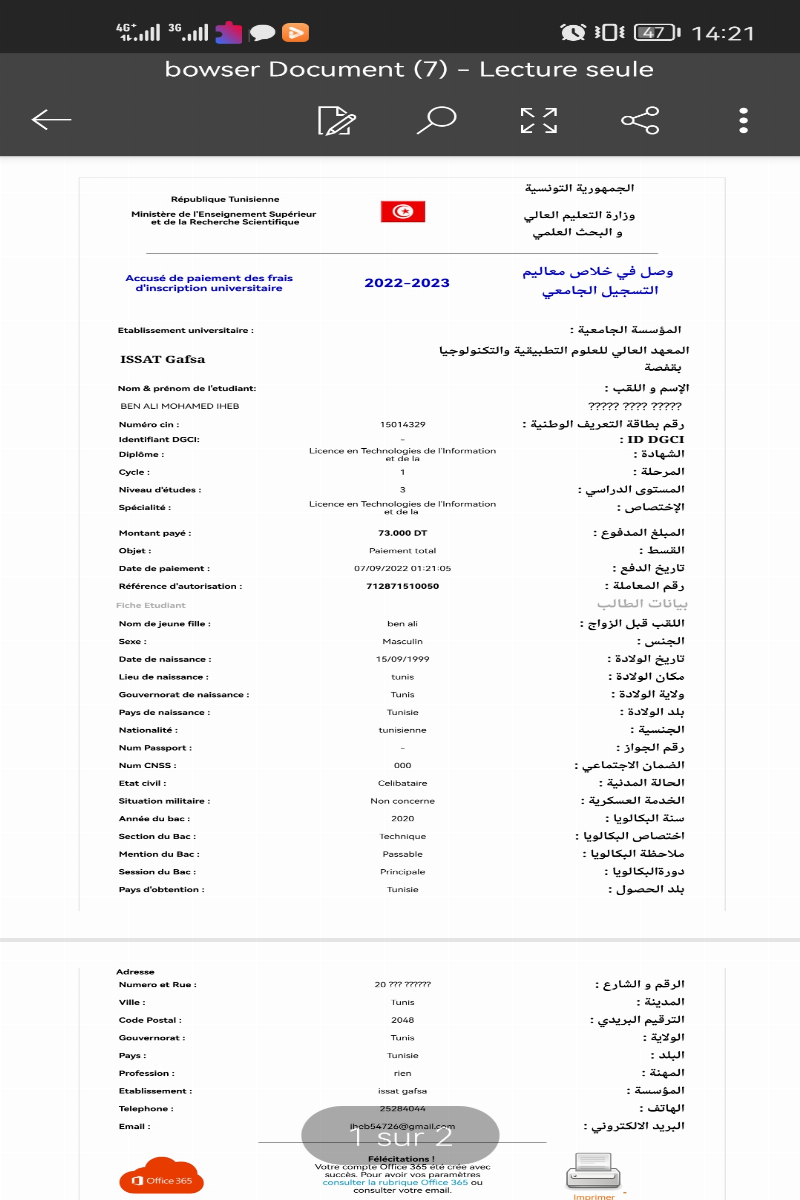 4G+ 3G 47 14:21
bowser Document (7) – Lecture seule
République Tunisienne
Ministère de l'Enseignement Supérieur
et de la Recherche Scientifique
الجمهورية التونسية
وزارة التعليم العالي
و البحث العلمي
Accusé de paiement des frais
d'inscription universitaire
2022-2023
وصل في خلاص معاليم
التسجيل الجامعي
Etablissement universitaire : المؤسسة الجامعية :
ISSAT Gafsa
المعهد العالي للعلوم التطبيقية والتكنولوجيا
بقفصة
Nom & prénom de l'etudiant: الإسم و اللقب :
BEN ALI MOHAMED IHEB ????? ???? ?????
Numéro cin : 15014329 رقم بطاقة التعريف الوطنية :
Identifiant DGCI: – ID DGCI :
Diplôme : Licence en Technologies de l'Information et de la الشهادة :
Cycle : 1 المرحلة :
Niveau d'études : 3 المستوى الدراسي :
Spécialité : Licence en Technologies de l'Information et de la الإختصاص :
Montant payé : 73.000 DT المبلغ المدفوع :
Objet : Paiement total القسط :
Date de paiement : 07/09/2022 01:21:05 تاريخ الدفع :
Référence d'autorisation : 712871510050 رقم المعاملة :
Fiche Etudiant بيانات الطالب
Nom de jeune fille : ben ali اللقب قبل الزواج :
Sexe : Masculin الجنس :
Date de naissance : 15/09/1999 تاريخ الولادة :
Lieu de naissance : tunis مكان الولادة :
Gouvernorat de naissance : Tunis ولاية الولادة :
Pays de naissance : Tunisie بلد الولادة :
Nationalité : tunisienne الجنسية :
Num Passport : – رقم الجواز :
Num CNSS : 000 الضمان الاجتماعي :
Etat civil : Celibataire الحالة المدنية :
Situation militaire : Non concerne الخدمة العسكرية :
Année du bac : 2020 سنة البكالويا :
Section du Bac : Technique اختصاص البكالويا :
Mention du Bac : Passable ملاحظة البكالويا :
Session du Bac : Principale دورةالبكالويا :
Pays d'obtention : Tunisie بلد الحصول :
Adresse
Numero et Rue : 20 ??? ?????? الرقم و الشارع :
Ville : Tunis المدينة :
Code Postal : 2048 الترقيم البريدي :
Gouvernorat : Tunis الولاية :
Pays : Tunisie البلد :
Profession : rien المهنة :
Etablissement : issat gafsa المؤسسة :
Telephone : 25284044 الهاتف :
Email : iheb54726@gmail.com البريد الالكتروني :
1 sur 2
Office 365
Félécitations !
Votre compte Office 365 été crée avec
succès. Pour avoir vos paramètres
consulter la rubrique Office 365 ou
consulter votre email.
Imprimer